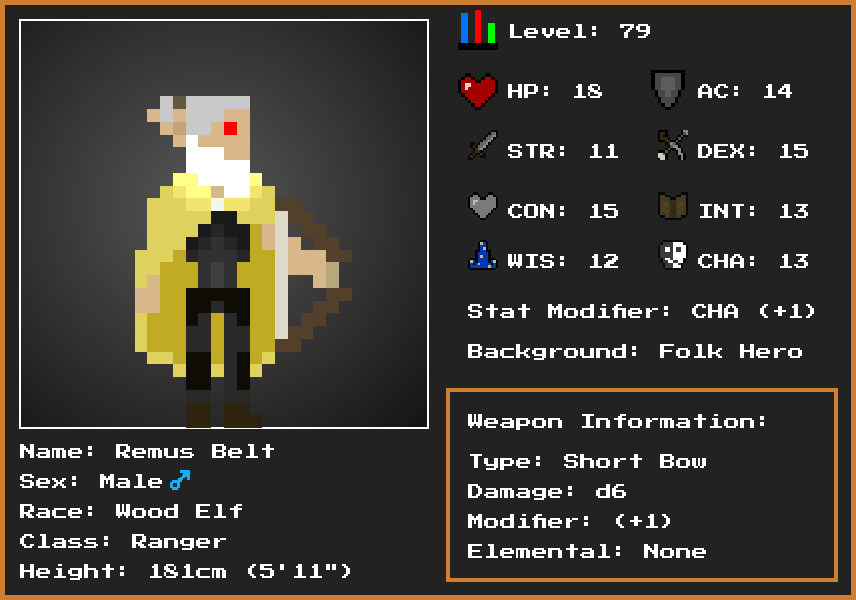 Level: 79
HP: 18
AC: 14
STR: 11
DEX: 15
CON: 15
INT: 13
WIS: 12
CHA: 13
Stat Modifier: CHA (+1)
Background: Folk Hero
Weapon Information:
Type: Short Bow
Damage: d6
Modifier: (+1)
Elemental: None
Name: Remus Belt
Sex: Male♂
Race: Wood Elf
Class: Ranger
Height: 181cm (5'11")